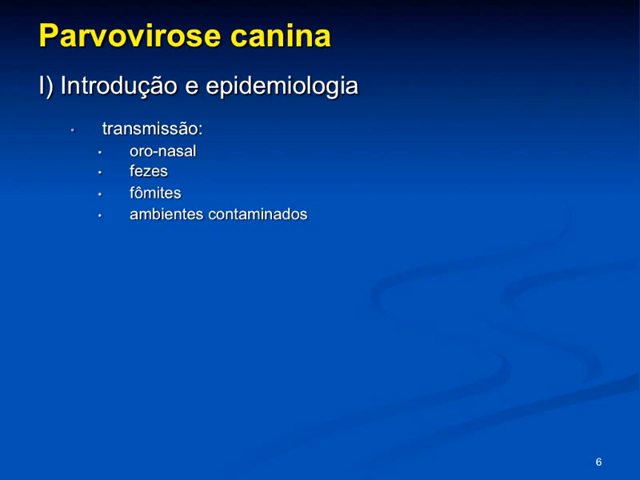 Parvovirose canina
I) Introdução e epidemiologia
• transmissão:
• oro-nasal
• fezes
• fômites
• ambientes contaminados
6